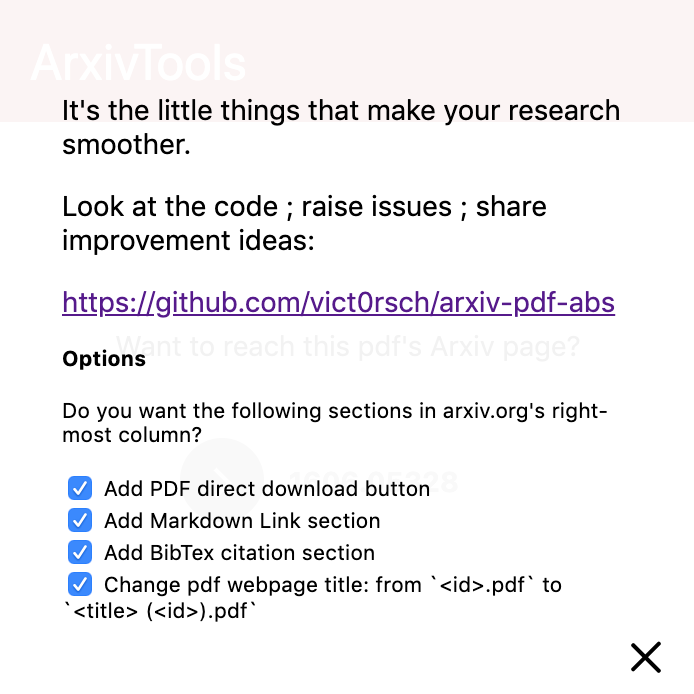 ArxivTools
It's the little things that make your research
smoother.
Look at the code ; raise issues ; share
improvement ideas:
https://github.com/vict0rsch/arxiv-pdf-abs
Want to reach this pdf's Arxiv page?
Options
Do you want the following sections in arxiv.org's right-
most column?
Add PDF direct download button
Add Markdown Link section
Add BibTex citation section
Change pdf webpage title: from `<id>.pdf` to
`<title> (<id>).pdf`